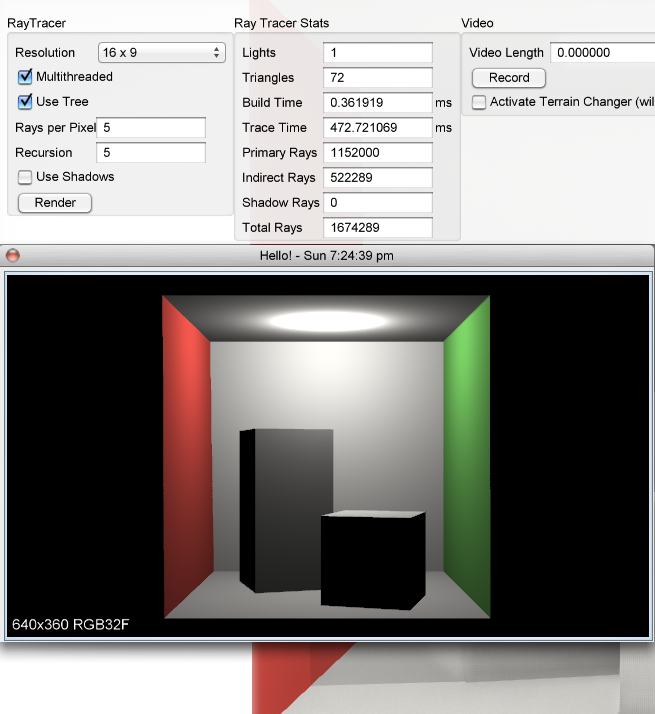 RayTracer
Resolution 16 x 9
Multithreaded
Use Tree
Rays per Pixel 5
Recursion 5
Use Shadows
Render
Ray Tracer Stats
Lights 1
Triangles 72
Build Time 0.361919 ms
Trace Time 472.721069 ms
Primary Rays 1152000
Indirect Rays 522289
Shadow Rays 0
Total Rays 1674289
Video
Video Length 0.000000
Record
Activate Terrain Changer (wil
Hello! - Sun 7:24:39 pm
640x360 RGB32F